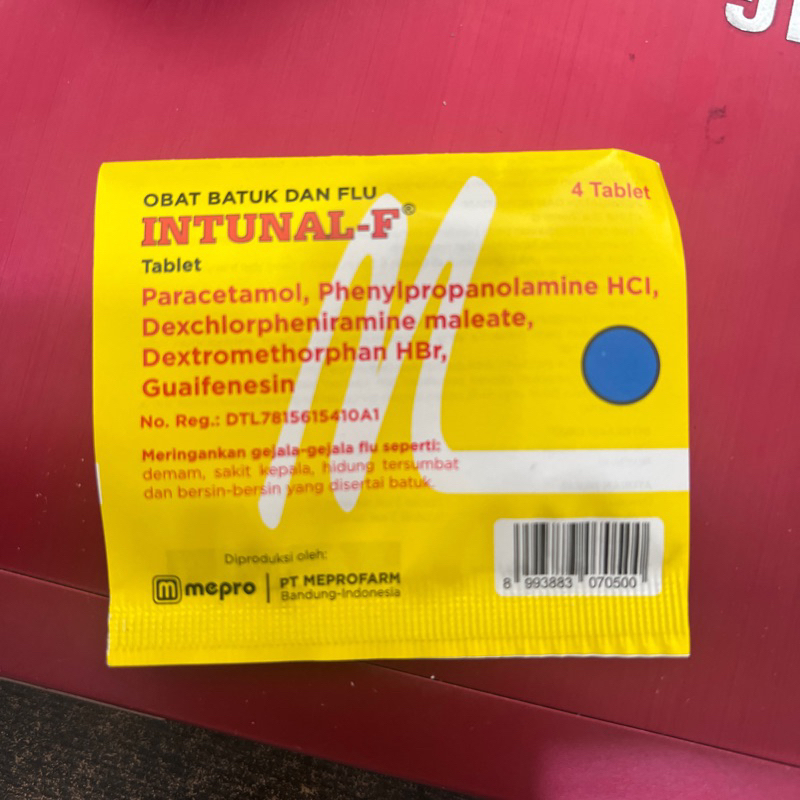 OBAT BATUK DAN FLU
4 Tablet
INTUNAL-F®
Tablet
Paracetamol, Phenylpropanolamine HCl,
Dexchlorpheniramine maleate,
Dextromethorphan HBr,
Guaifenesin
No. Reg.: DTL7815615410A1
Meringankan gejala-gejala flu seperti:
demam, sakit kepala, hidung tersumbat
dan bersin-bersin yang disertai batuk.
Diproduksi oleh:
mepro
PT MEPROFARM
Bandung-Indonesia
8 993883 070500